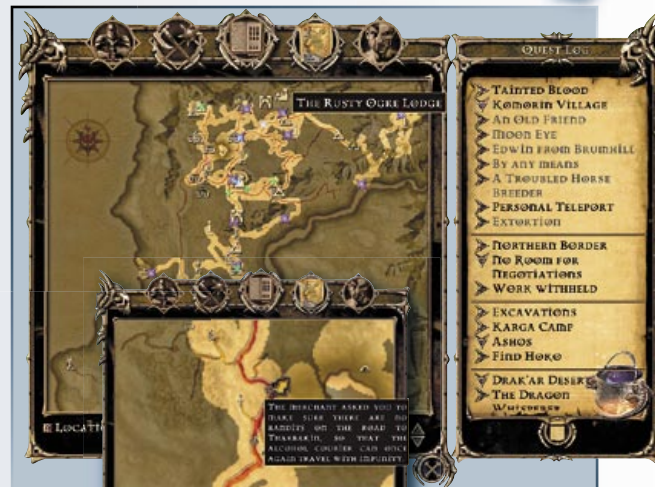 THE RUSTY OGRE LODGE
LOCATI
THE MERCHANT ASKED YOU TO
MAKE SURE THERE ARE NO
BANDITS ON THE ROAD TO
THARBAKIN, SO THAT THE
ALCOHOL COURIER CAN ONCE
AGAIN TRAVEL WITH IMPUNITY.
QUEST LOG
TAINTED BLOOD
KOMORIN VILLAGE
AN OLD FRIEND
MOON EYE
EDWIN FROM BRUMHILL
BY ANY MEANS
A TROUBLED HORSE
BREEDER
PERSONAL TELEPORT
EXTORTION
NORTHERN BORDER
NO ROOM FOR
NEGOTIATIONS
WORK WITHHELD
EXCAVATIONS
KARGA CAMP
ASHOS
FIND HOKO
DRAK'AR DESERT
THE DRAGON
WHISPERER